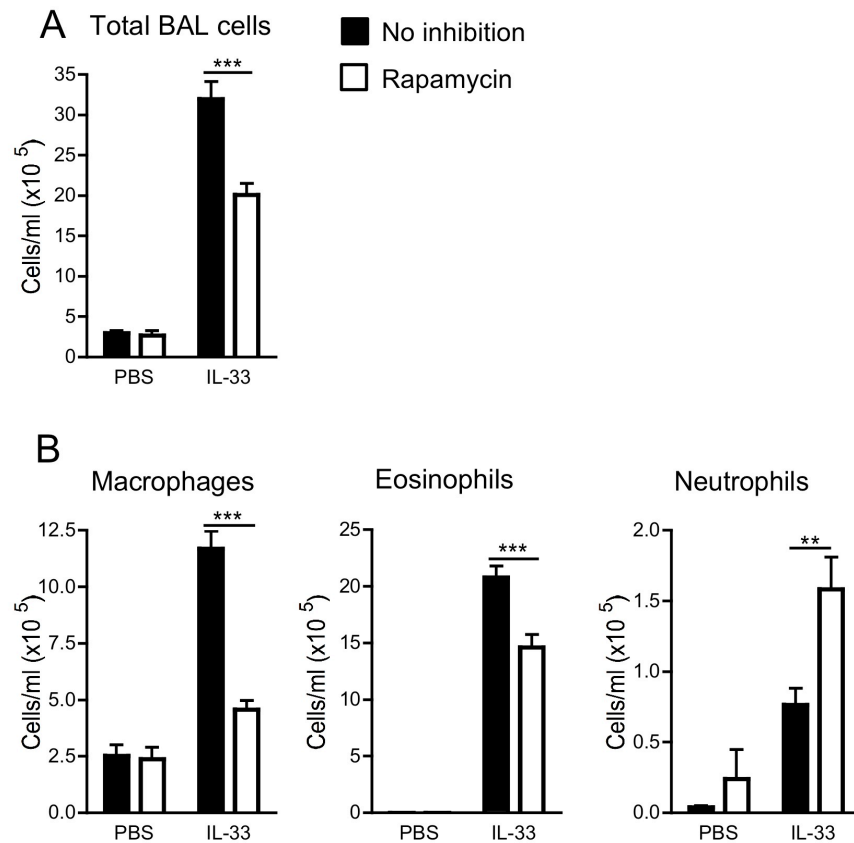 A Total BAL cells
No inhibition
Rapamycin
***
35
30
25
20
15
10
5
0
Cells/ml (x10 5)
PBS IL-33
B
Macrophages
***
12.5
10.0
7.5
5.0
2.5
0.0
Cells/ml (x10 5)
PBS IL-33
Eosinophils
***
25
20
15
10
5
0
Cells/ml (x10 5)
PBS IL-33
Neutrophils
**
2.0
1.5
1.0
0.5
0.0
Cells/ml (x10 5)
PBS IL-33